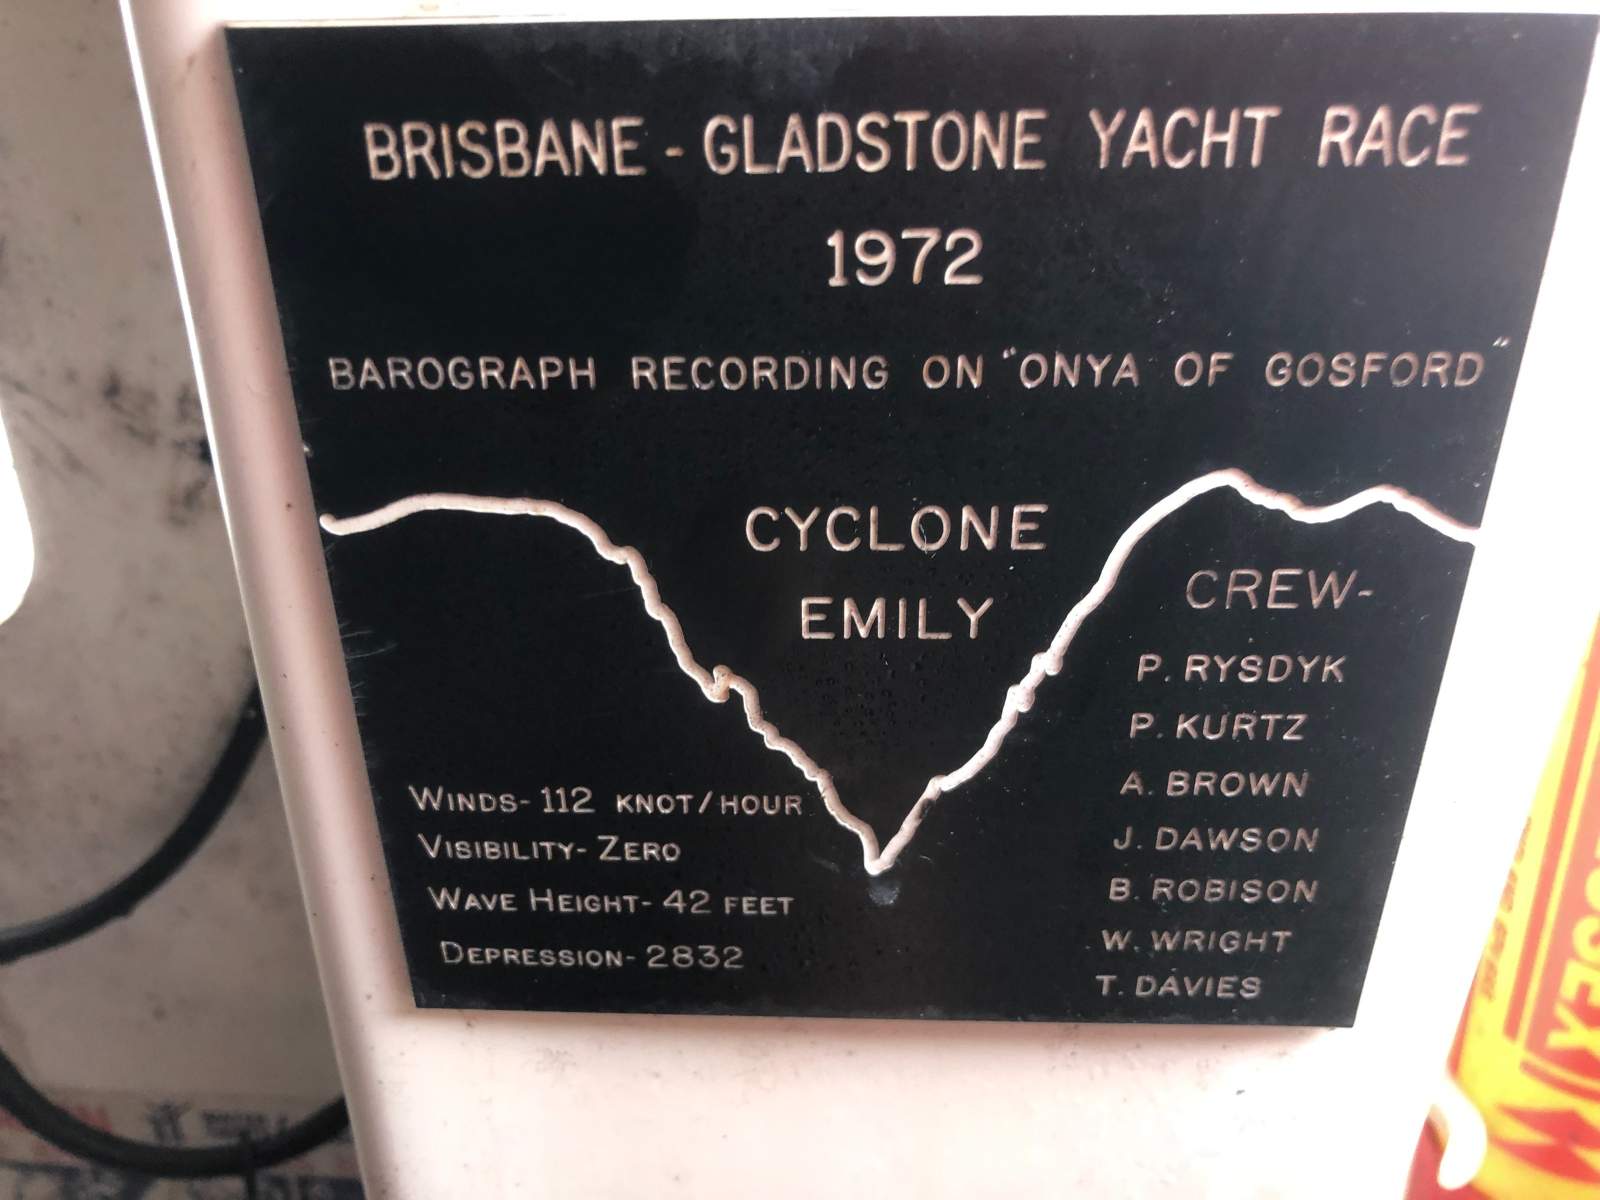 BRISBANE - GLADSTONE YACHT RACE
1972
BAROGRAPH RECORDING ON "ONYA OF GOSFORD"
CYCLONE
EMILY
WINDS- 112 KNOT/HOUR
VISIBILITY- ZERO
WAVE HEIGHT- 42 FEET
DEPRESSION- 2832
CREW-
P. RYSDYK
P. KURTZ
A. BROWN
J. DAWSON
B. ROBISON
W. WRIGHT
T. DAVIES